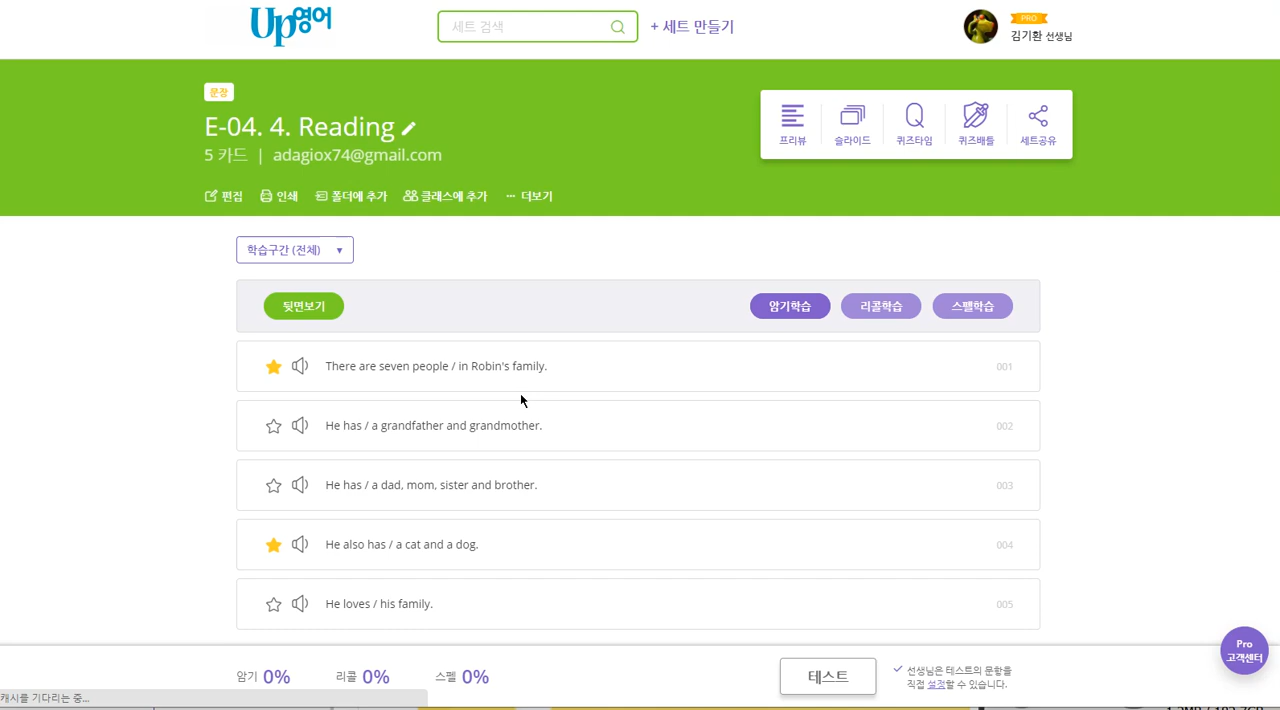 Up영어
세트 검색
+ 세트 만들기
PRO
김기환 선생님
문장
E-04. 4. Reading
5 카드 | adagiox74@gmail.com
프리뷰
슬라이드
퀴즈타임
퀴즈배틀
세트공유
편집
인쇄
폴더에 추가
클래스에 추가
··· 더보기
학습구간 (전체) ▼
뒷면보기
암기학습
리콜학습
스펠학습
There are seven people / in Robin's family.
001
He has / a grandfather and grandmother.
002
He has / a dad, mom, sister and brother.
003
He also has / a cat and a dog.
004
He loves / his family.
005
Pro
고객센터
암기 0%
리콜 0%
스펠 0%
테스트
선생님은 테스트의 문항을
직접 설정할 수 있습니다.
캐시를 기다리는 중...